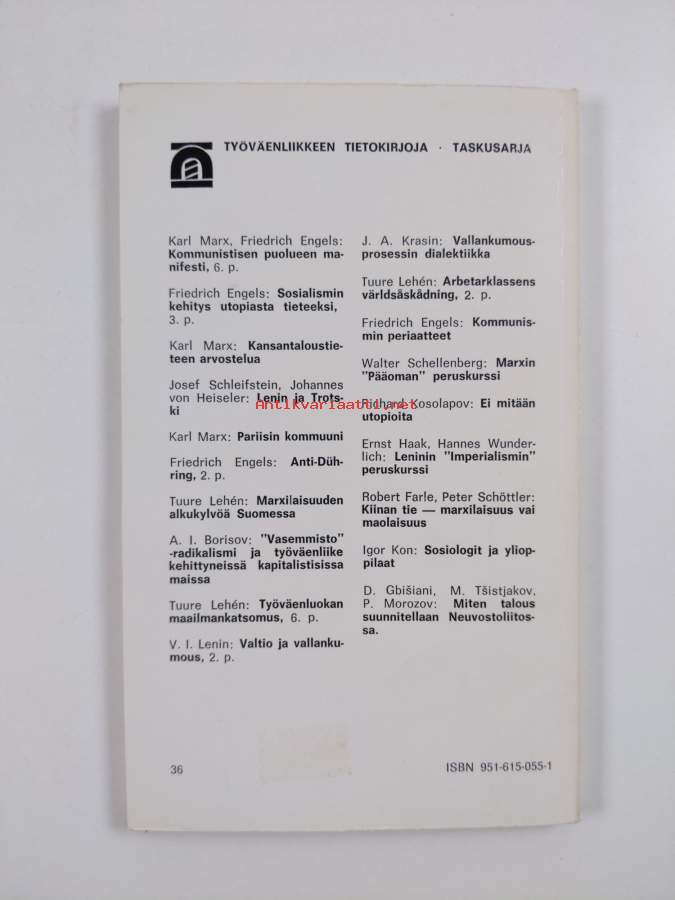 TYÖVÄENLIIKKEEN TIETOKIRJOJA · TASKUSARJA
Karl Marx, Friedrich Engels:
Kommunistisen puolueen ma-
nifesti, 6. p.
Friedrich Engels: Sosialismin
kehitys utopiasta tieteeksi,
3. p.
Karl Marx: Kansantaloustie-
teen arvostelua
Josef Schleifstein, Johannes
von Heiseler: Lenin ja Trots-
ki
Karl Marx: Pariisin kommuuni
Friedrich Engels: Anti-Düh-
ring, 2. p.
Tuure Lehén: Marxilaisuuden
alkukylvöä Suomessa
A. I. Borisov: "Vasemmisto"
-radikalismi ja työväenliike
kehittyneissä kapitalistisissa
maissa
Tuure Lehén: Työväenluokan
maailmankatsomus, 6. p.
V. I. Lenin: Valtio ja vallanku-
mous, 2. p.
J. A. Krasin: Vallankumous-
prosessin dialektiikka
Tuure Lehén: Arbetarklassens
världsåskådning, 2. p.
Friedrich Engels: Kommunis-
min periaatteet
Walter Schellenberg: Marxin
"Pääoman" peruskurssi
Richard Kosolapov: Ei mitään
utopioita
Ernst Haak, Hannes Wunder-
lich: Leninin "Imperialismin"
peruskurssi
Robert Farle, Peter Schöttler:
Kiinan tie — marxilaisuus vai
maolaisuus
Igor Kon: Sosiologit ja yliop-
pilaat
D. Gbišiani, M. Tšistjakov,
P. Morozov: Miten talous
suunnitellaan Neuvostoliitos-
sa.
Antikvariaatti.net
36
ISBN 951-615-055-1